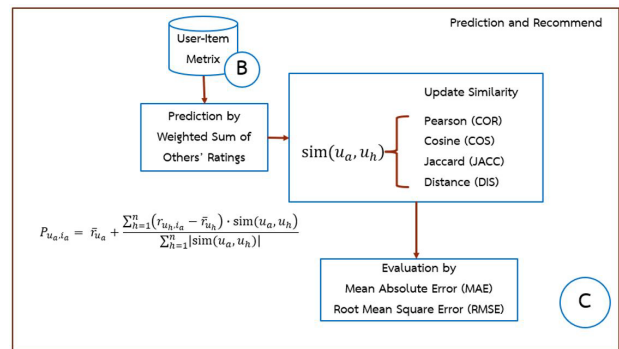 Prediction and Recommend
User-Item
Metrix
B
Prediction by
Weighted Sum of
Others' Ratings
Update Similarity
sim(u_a, u_h)
Pearson (COR)
Cosine (COS)
Jaccard (JACC)
Distance (DIS)
P_{u_a,i_a} = r̄_{u_a} + \frac{∑_{h=1}^{n}(r_{u_h,i_a} − r̄_{u_h}) · sim(u_a, u_h)}{∑_{h=1}^{n}|sim(u_a, u_h)|}
Evaluation by
Mean Absolute Error (MAE)
Root Mean Square Error (RMSE)
C